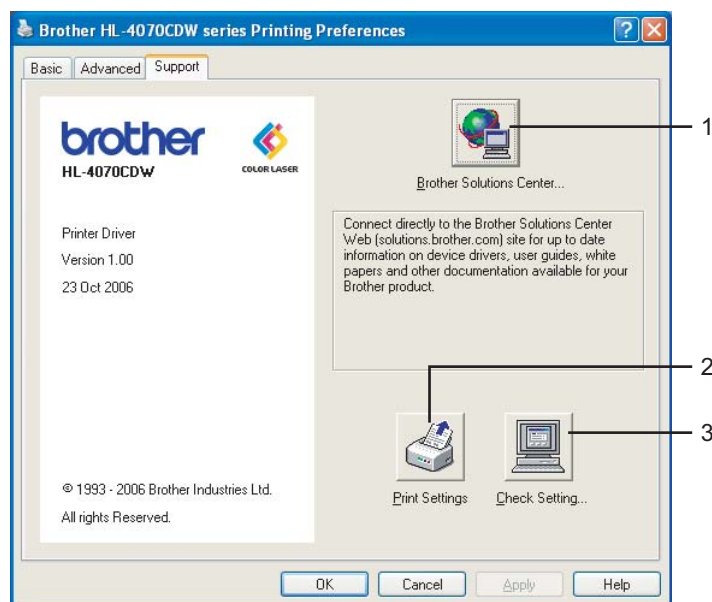 Brother HL-4070CDW series Printing Preferences
Basic Advanced Support
brother
HL-4070CDW
COLOR LASER
Printer Driver
Version 1.00
23 Oct 2006
© 1993 - 2006 Brother Industries Ltd.
All rights Reserved.
1
Brother Solutions Center...
Connect directly to the Brother Solutions Center
Web (solutions.brother.com) site for up to date
information on device drivers, user guides, white
papers and other documentation available for your
Brother product.
2
3
Print Settings
Check Setting...
OK Cancel Apply Help